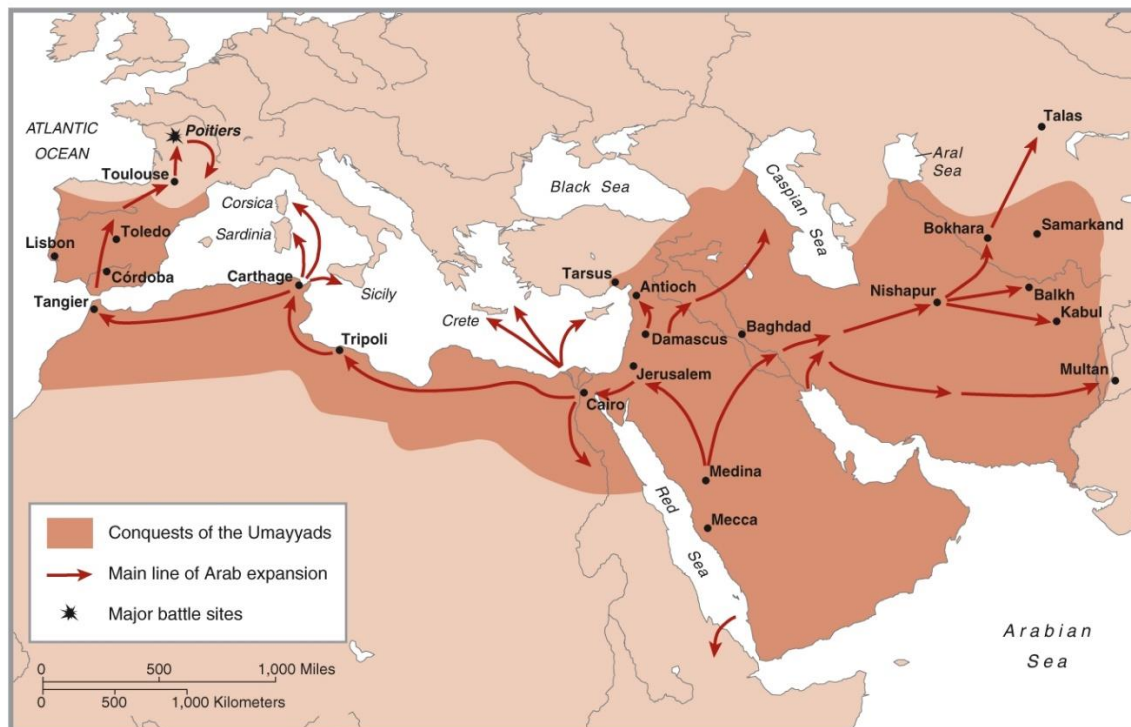 Talas
ATLANTIC
OCEAN
Poitiers
Aral
Sea
Toulouse
Black Sea
Caspian Sea
Corsica
Bokhara
Samarkand
Sardinia
Toledo
Lisbon
Córdoba
Carthage
Tarsus
Antioch
Nishapur
Balkh
Tangier
Sicily
Kabul
Crete
Baghdad
Tripoli
Damascus
Jerusalem
Multan
Cairo
Medina
Red Sea
Mecca
Conquests of the Umayyads
Main line of Arab expansion
Major battle sites
Arabian
Sea
0 500 1,000 Miles
0 500 1,000 Kilometers